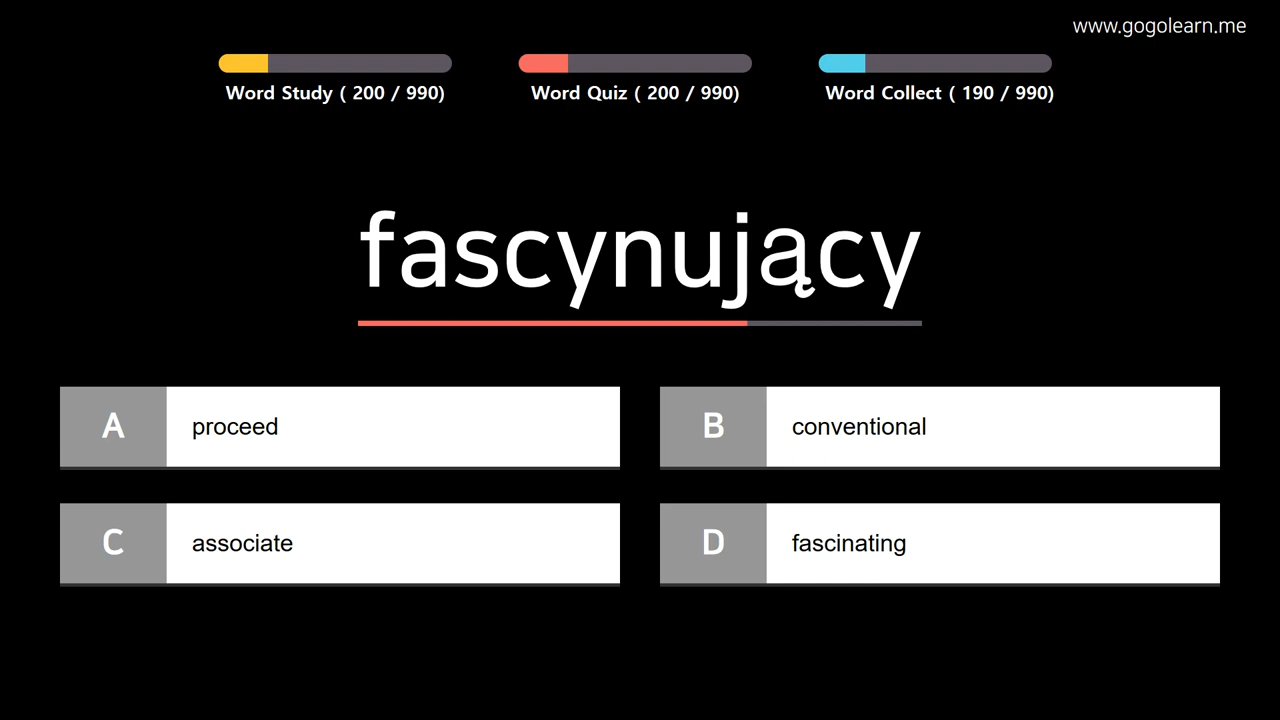 www.gogolearn.me
Word Study ( 200 / 990)
Word Quiz ( 200 / 990)
Word Collect ( 190 / 990)
fascynujący
A proceed
B conventional
C associate
D fascinating